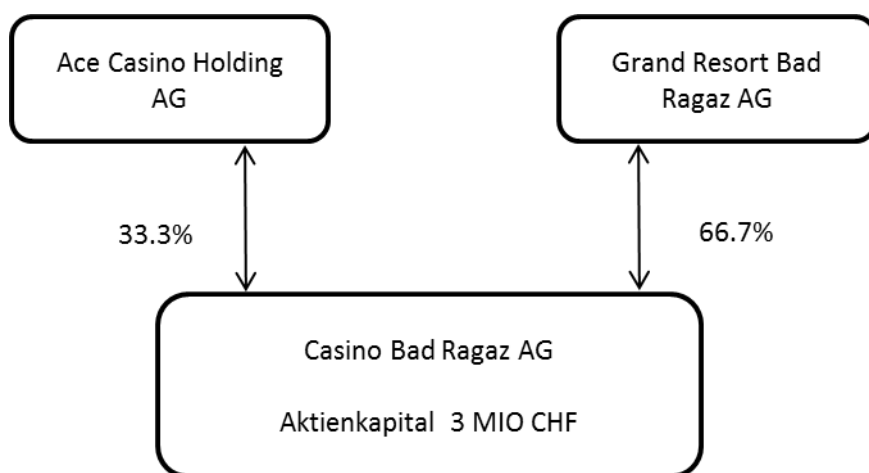 Ace Casino Holding
AG
Grand Resort Bad
Ragaz AG
33.3%
66.7%
Casino Bad Ragaz AG
Aktienkapital 3 MIO CHF